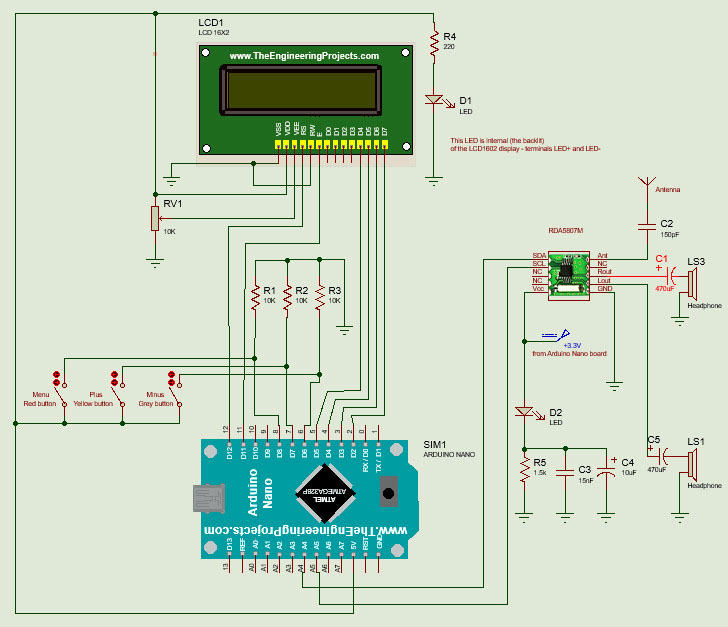 LCD1
LCD 16X2
www.TheEngineeringProjects.com
VSS
VDD
VEE
RS
RW
E
D0
D1
D2
D3
D4
D5
D6
D7
R4
220
D1
LED
This LED is internal (the backlit)
of the LCD1602 display - terminals LED+ and LED-
RV1
10K
Antenna
C2
150pF
RDA5807M
SDA
SCL
NC
NC
Vcc
Ant
NC
Rout
Lout
GND
C1
+
470uF
LS3
Headphone
R1
10K
R2
10K
R3
10K
+3.3V
from Arduino Nano board
Menu
Red button
Plus
Yellow button
Minus
Grey button
D2
LED
R5
1.5k
C3
15nF
+
C4
10uF
C5
+
470uF
LS1
Headphone
12
11
10
9
8
7
6
5
4
3
2
0
1
D12
D11
D10
D9
D8
D7
D6
D5
D4
D3
D2
RX / D0
TX / D1
SIM1
ARDUINO NANO
Arduino
Nano
ATMEL
ATMEGA328P
www.TheEngineeringProjects.com
D13
REF
A0
A1
A2
A3
A4
A5
A6
A7
5V
RST
GND
13
A0
A1
A2
A3
A4
A5
A6
A7